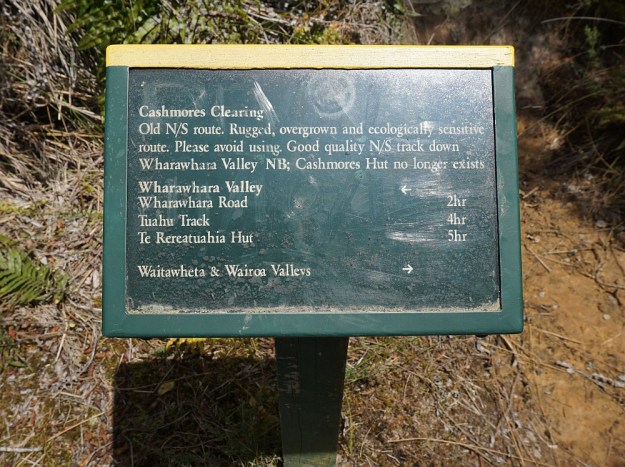 Cashmores Clearing
Old N/S route. Rugged, overgrown and ecologically sensitive
route. Please avoid using. Good quality N/S track down
Wharawhara Valley NB; Cashmores Hut no longer exists
Wharawhara Valley ←
Wharawhara Road 2hr
Tuahu Track 4hr
Te Rereatuahia Hut 5hr
Waitawheta & Wairoa Valleys →